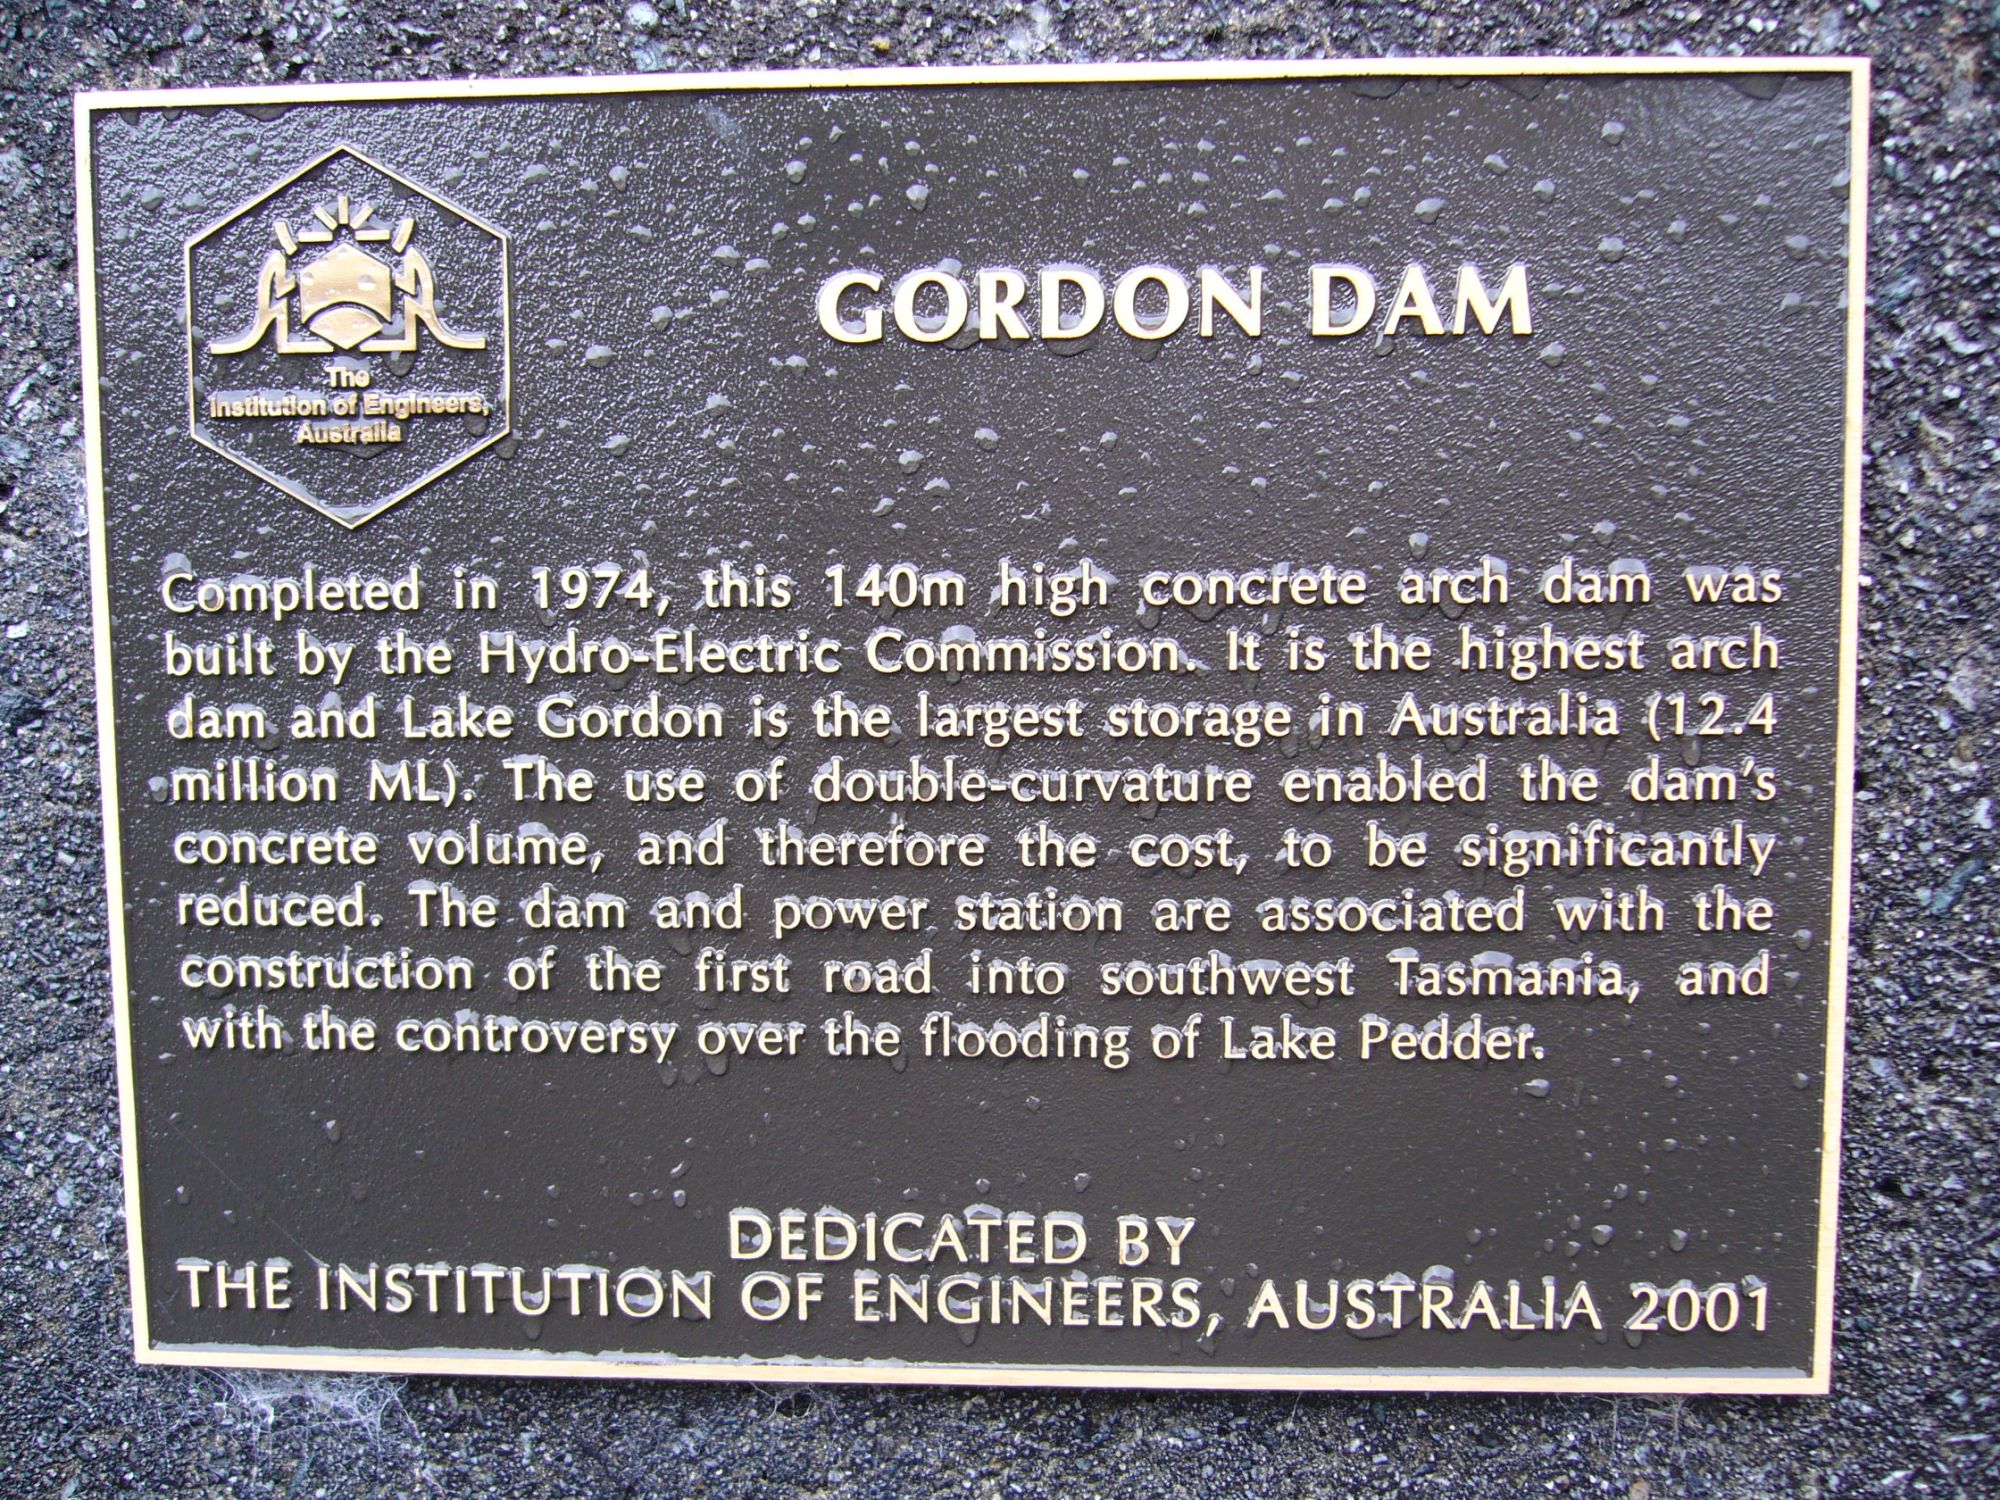 The
Institution of Engineers,
Australia
GORDON DAM
Completed in 1974, this 140m high concrete arch dam was
built by the Hydro-Electric Commission. It is the highest arch
dam and Lake Gordon is the largest storage in Australia (12.4
million ML). The use of double-curvature enabled the dam's
concrete volume, and therefore the cost, to be significantly
reduced. The dam and power station are associated with the
construction of the first road into southwest Tasmania, and
with the controversy over the flooding of Lake Pedder.
DEDICATED BY
THE INSTITUTION OF ENGINEERS, AUSTRALIA 2001